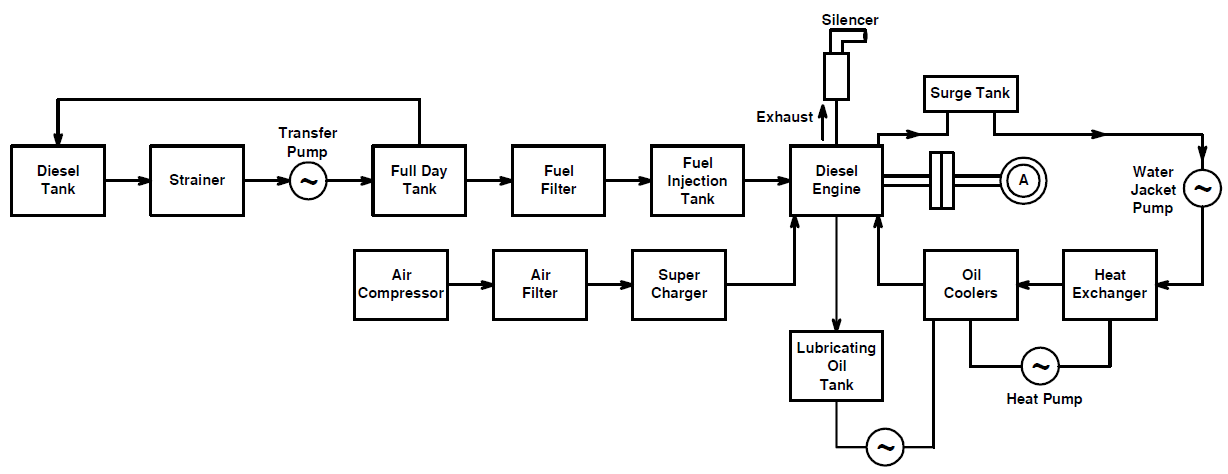 Silencer
Surge Tank
Exhaust
Transfer
Pump
Diesel
Tank
Strainer
~
Full Day
Tank
Fuel
Filter
Fuel
Injection
Tank
Diesel
Engine
A
Water
Jacket
Pump
~
Air
Compressor
Air
Filter
Super
Charger
Oil
Coolers
Heat
Exchanger
Lubricating
Oil
Tank
~
Heat Pump
~